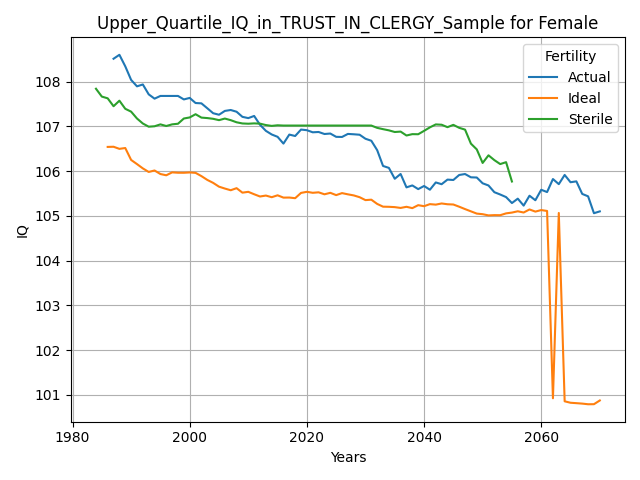 Upper_Quartile_IQ_in_TRUST_IN_CLERGY_Sample for Female
Fertility
Actual
Ideal
Sterile
108
107
106
105
104
103
102
101
IQ
1980
2000
2020
2040
2060
Years